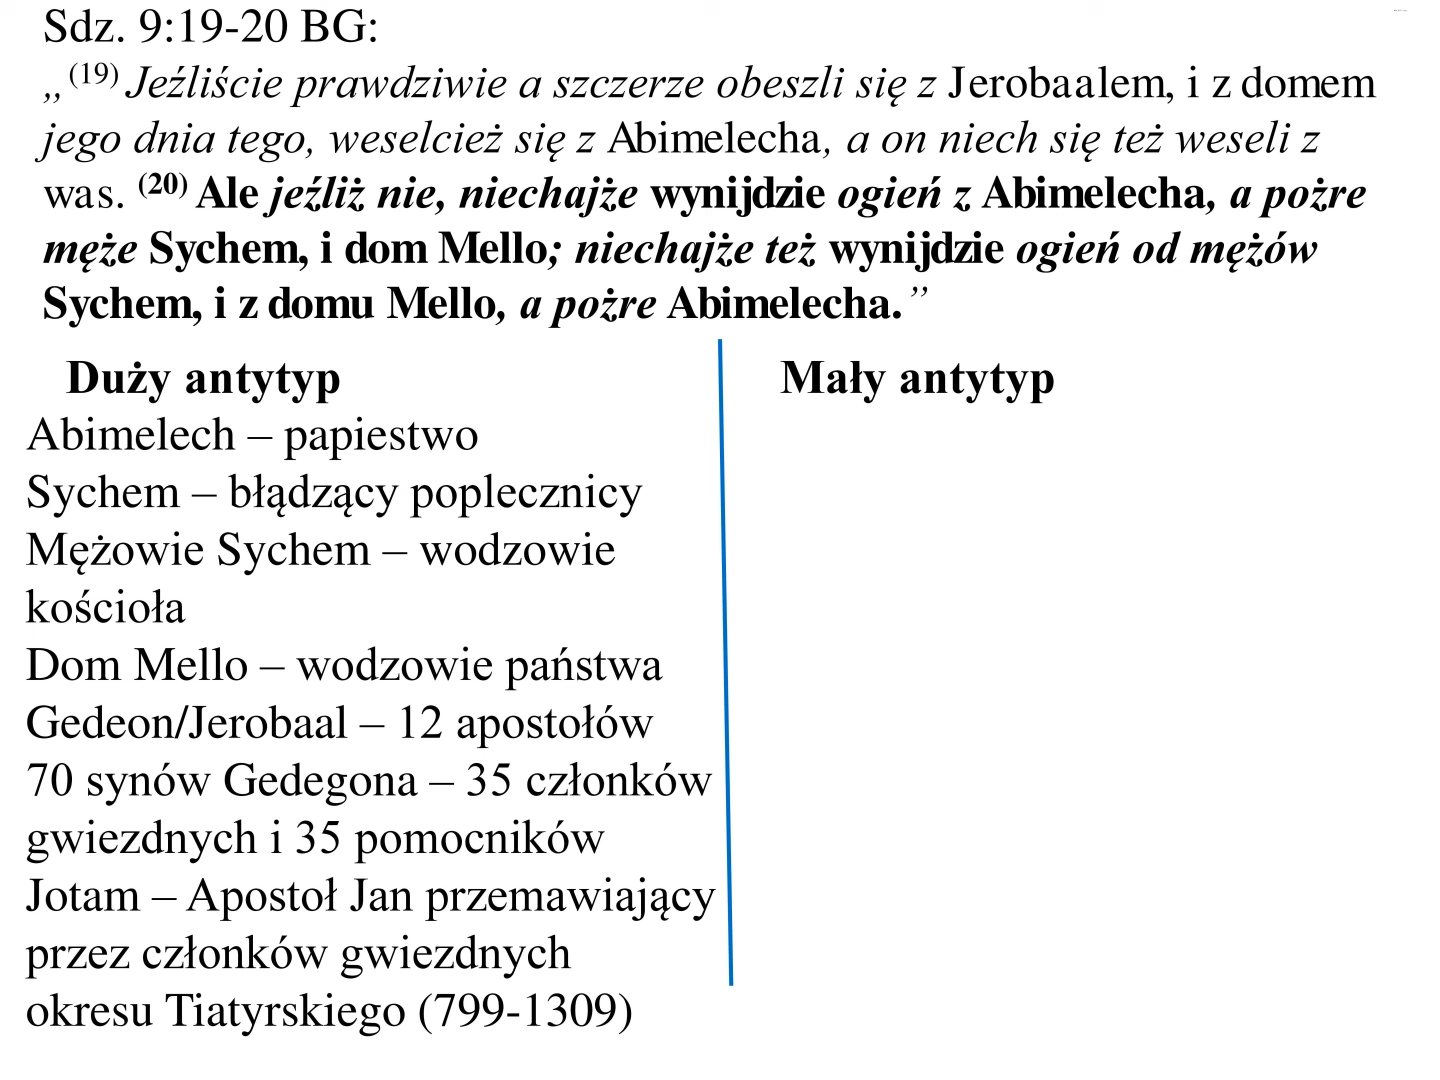 Sdz. 9:19-20 BG:
„(19) Jeźliście prawdziwie a szczerze obeszli się z Jerobaalem, i z domem
jego dnia tego, weselcież się z Abimelecha, a on niech się też weseli z
was. (20) Ale jeźliż nie, niechajże wynijdzie ogień z Abimelecha, a pożre
męże Sychem, i dom Mello; niechajże też wynijdzie ogień od mężów
Sychem, i z domu Mello, a pożre Abimelecha.”
Duży antytyp
Abimelech – papiestwo
Sychem – błądzący poplecznicy
Mężowie Sychem – wodzowie
kościoła
Dom Mello – wodzowie państwa
Gedeon/Jerobaal – 12 apostołów
70 synów Gedegona – 35 członków
gwiezdnych i 35 pomocników
Jotam – Apostoł Jan przemawiający
przez członków gwiezdnych
okresu Tiatyrskiego (799-1309)
Mały antytyp